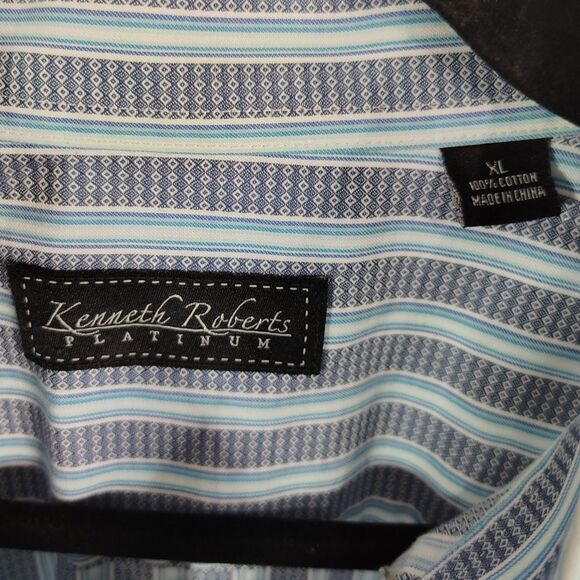 XL
100% COTTON
MADE IN CHINA
Kenneth Roberts
PLATINUM